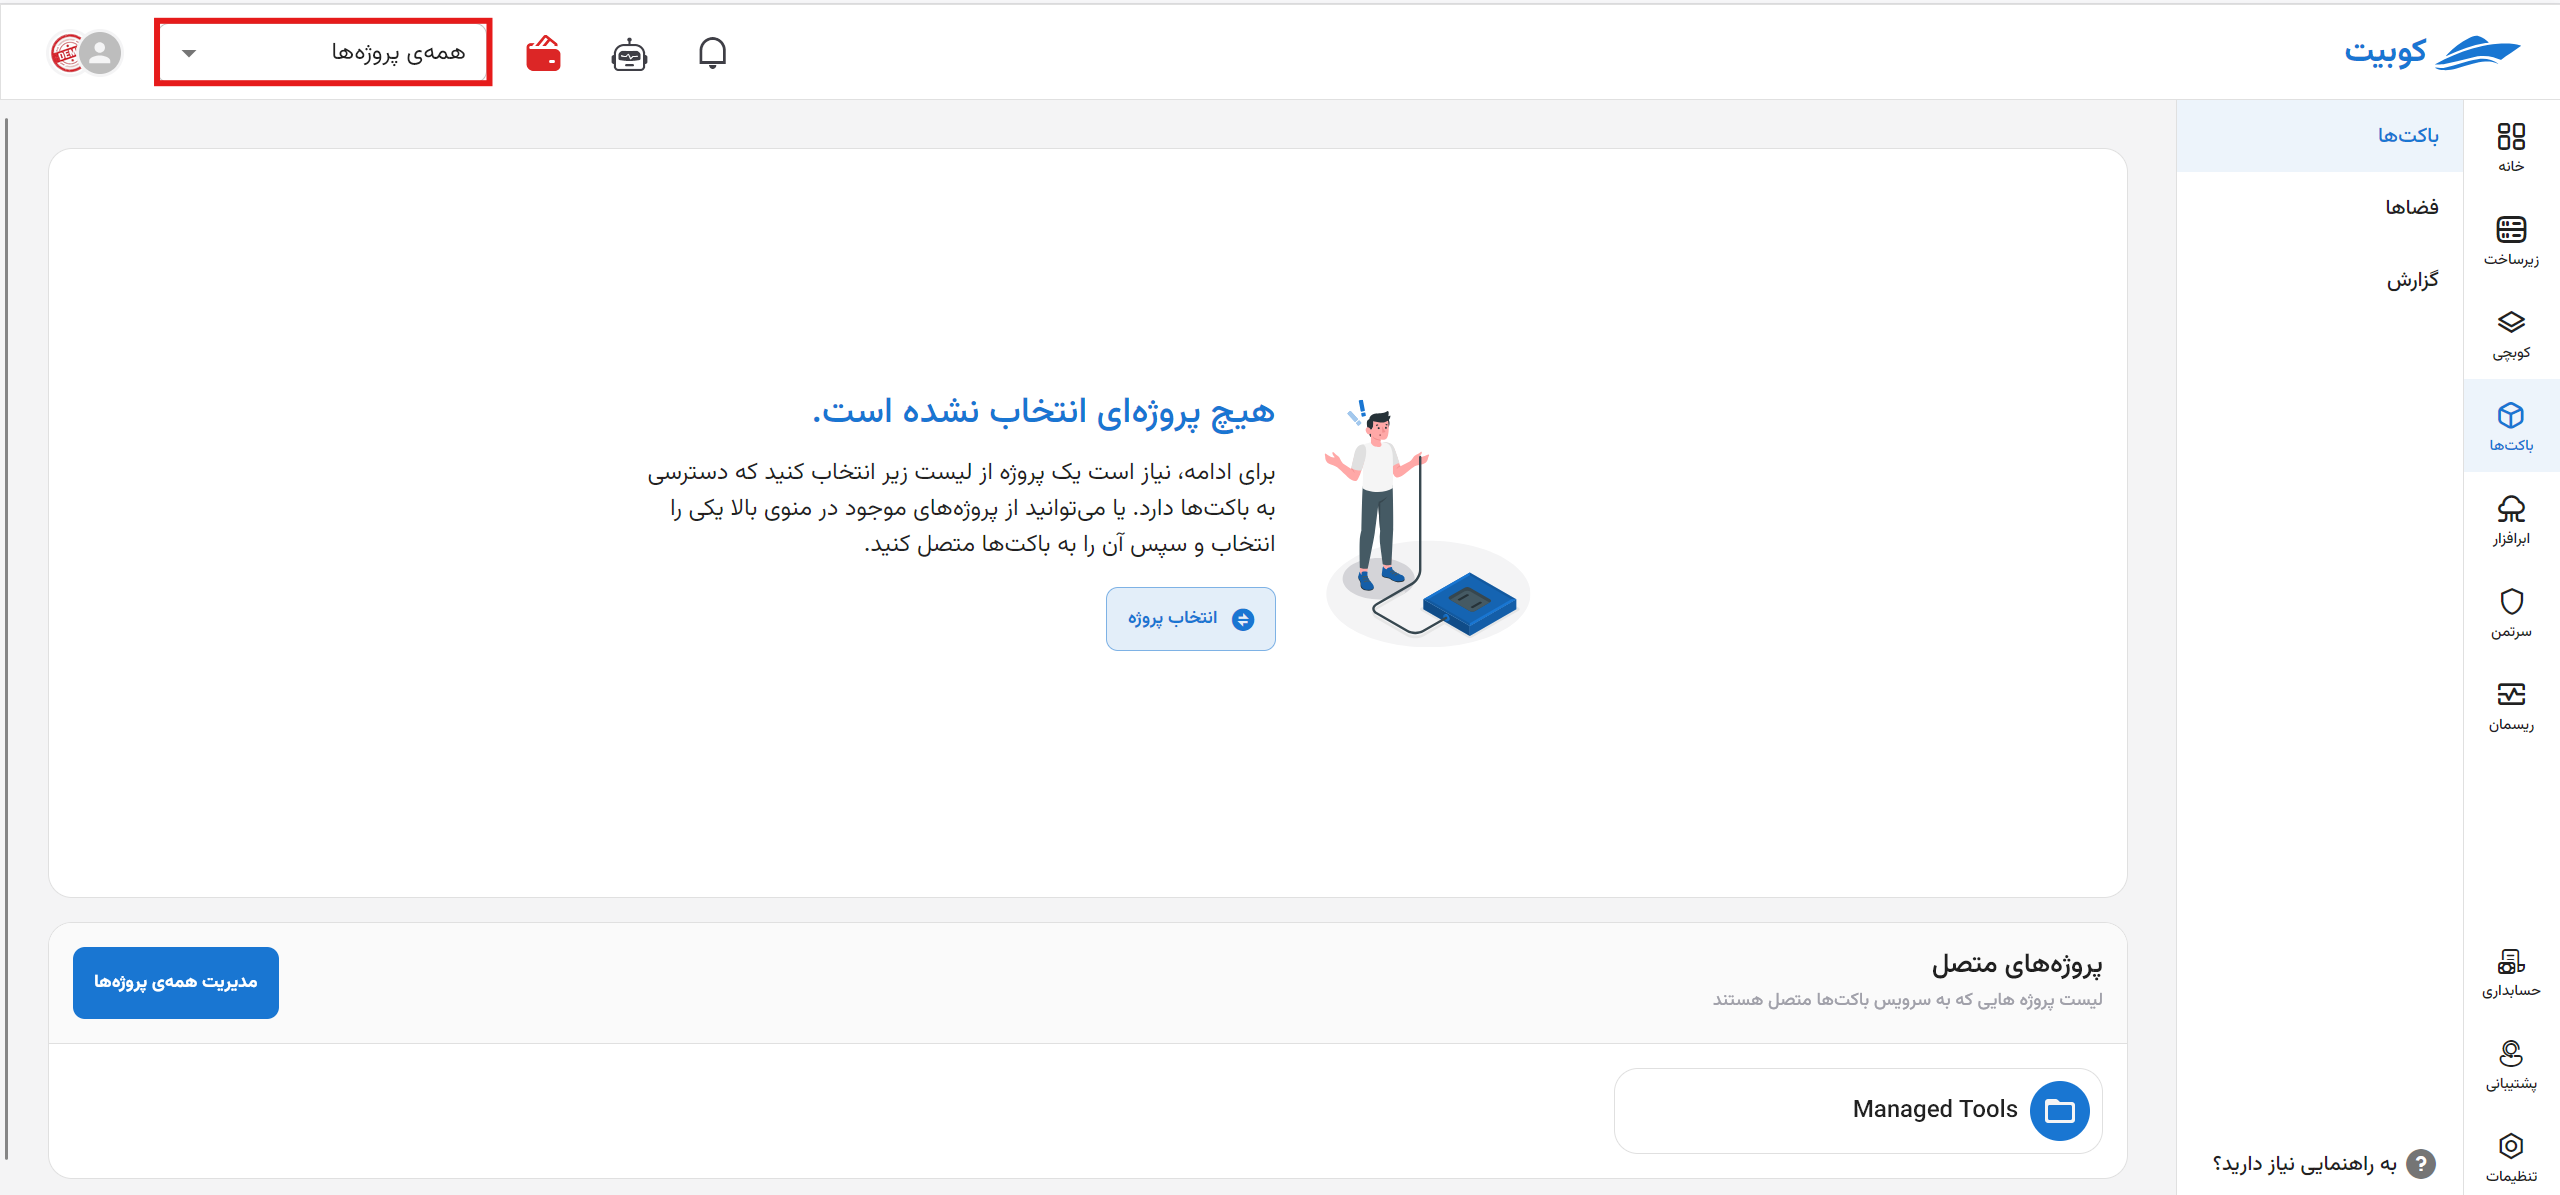 کوبیت
همه‌ی پروژه‌ها
خانه
زیرساخت
کوبچی
باکت‌ها
ابرافزار
سرتمن
ریسمان
حسابداری
پشتیبانی
تنظیمات
باکت‌ها
فضاها
گزارش
به راهنمایی نیاز دارید؟
هیچ پروژه‌ای انتخاب نشده است.
برای ادامه، نیاز است یک پروژه از لیست زیر انتخاب کنید که دسترسی
به باکت‌ها دارد. یا می‌توانید از پروژه‌های موجود در منوی بالا یکی را
انتخاب و سپس آن را به باکت‌ها متصل کنید.
انتخاب پروژه
پروژه‌های متصل
لیست پروژه هایی که به سرویس باکت‌ها متصل هستند
مدیریت همه‌ی پروژه‌ها
Managed Tools